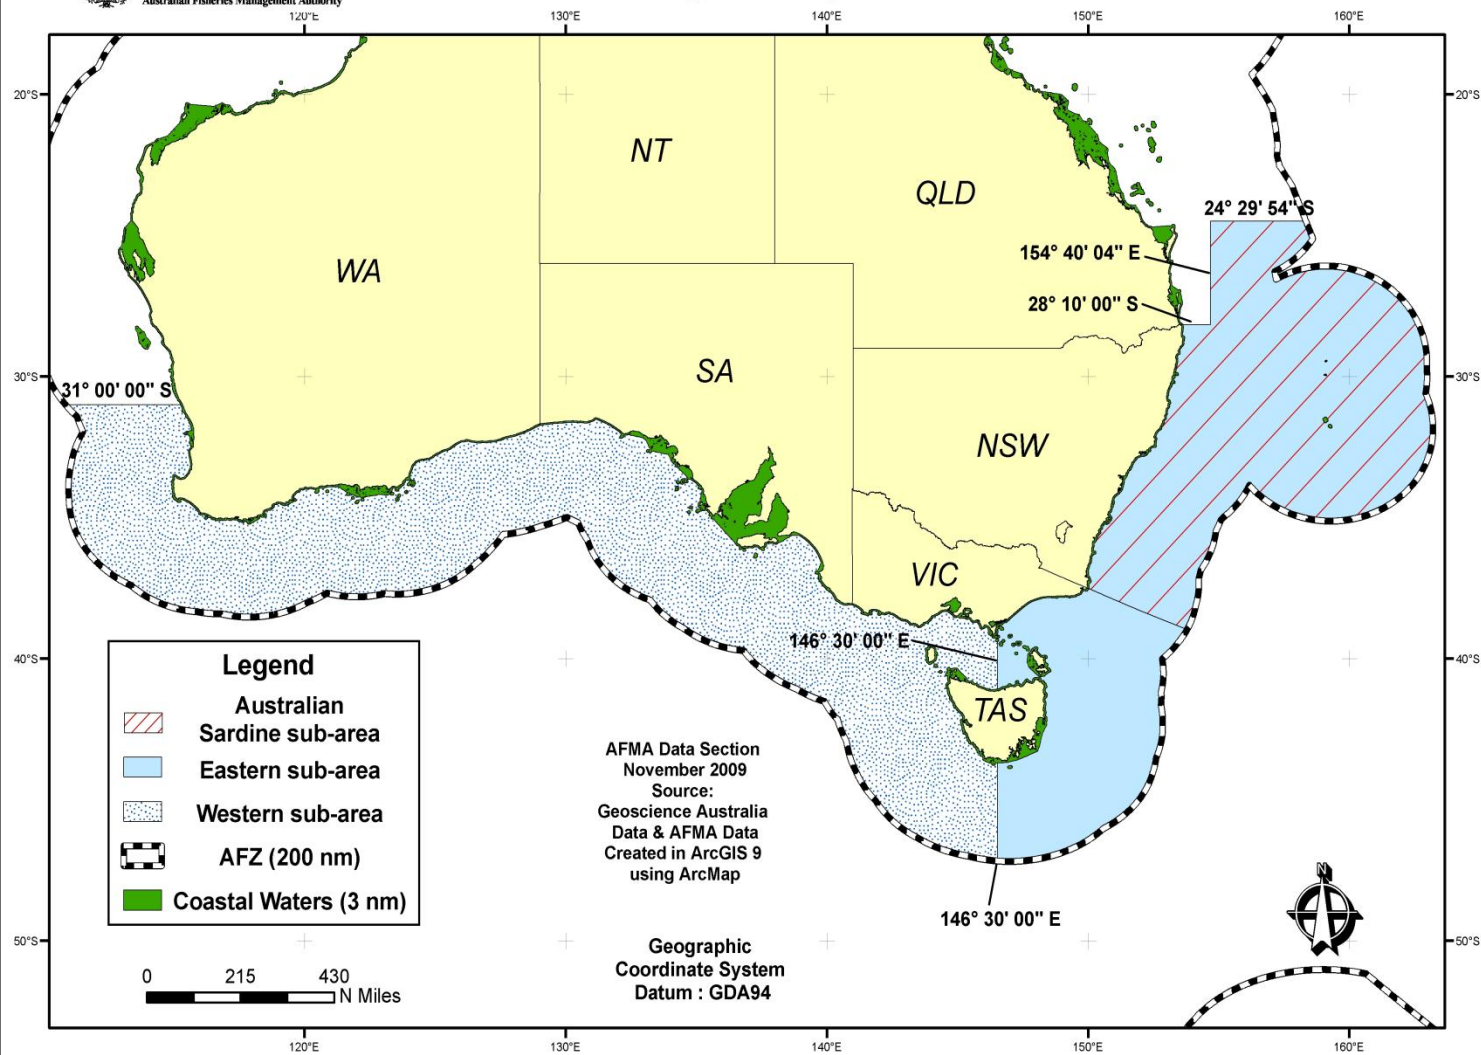 Australian Fisheries Management Authority
120°E 130°E 140°E 150°E 160°E
20°S 20°S
NT
QLD
24° 29' 54" S
154° 40' 04" E
WA
28° 10' 00" S
SA
30°S 30°S
31° 00' 00" S
NSW
VIC
146° 30' 00" E
40°S 40°S
TAS
Legend
Australian
Sardine sub-area
Eastern sub-area
Western sub-area
AFZ (200 nm)
Coastal Waters (3 nm)
AFMA Data Section
November 2009
Source:
Geoscience Australia
Data & AFMA Data
Created in ArcGIS 9
using ArcMap
N
146° 30' 00" E
50°S 50°S
Geographic
Coordinate System
Datum : GDA94
0 215 430
N Miles
120°E 130°E 140°E 150°E 160°E